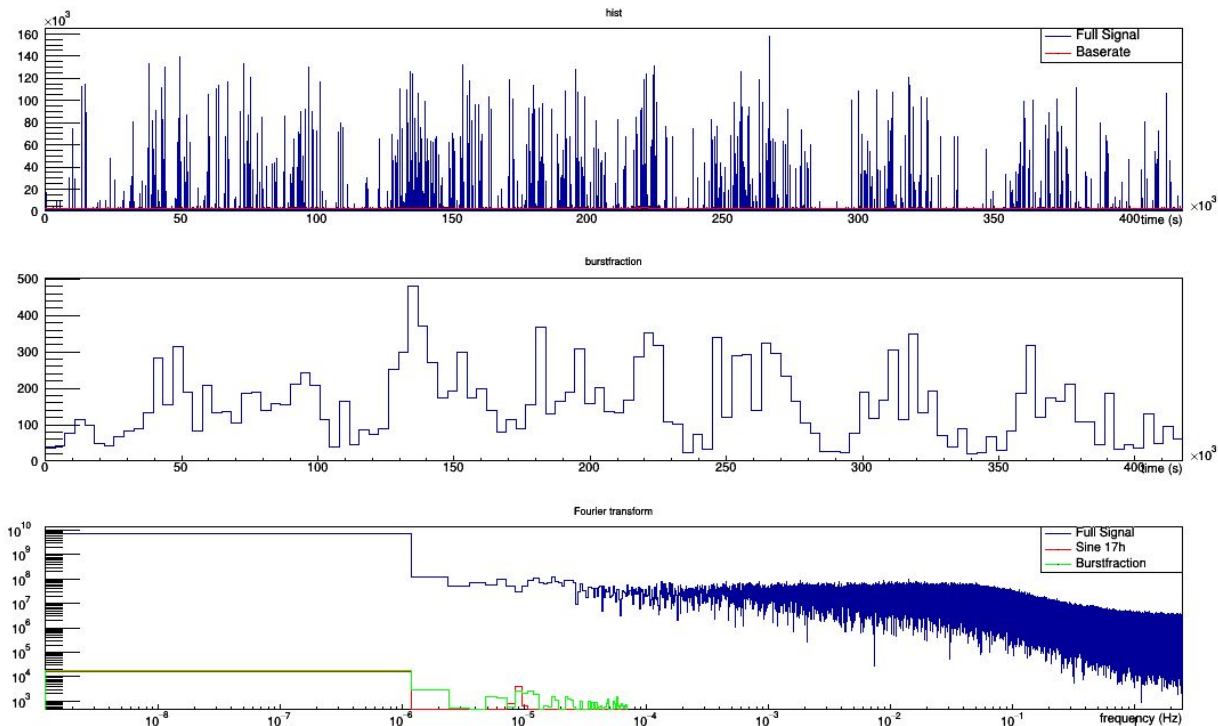 hist
×10³
160
140
120
100
80
60
40
20
0
Full Signal
Baserate
0 50 100 150 200 250 300 350 400
×10³
time (s)
burstfraction
500
400
300
200
100
0
0 50 100 150 200 250 300 350 400
×10³
time (s)
Fourier transform
10¹⁰
10⁹
10⁸
10⁷
10⁶
10⁵
10⁴
10³
Full Signal
Sine 17h
Burstfraction
10⁻⁸ 10⁻⁷ 10⁻⁶ 10⁻⁵ 10⁻⁴ 10⁻³ 10⁻² 10⁻¹ 1
frequency (Hz)